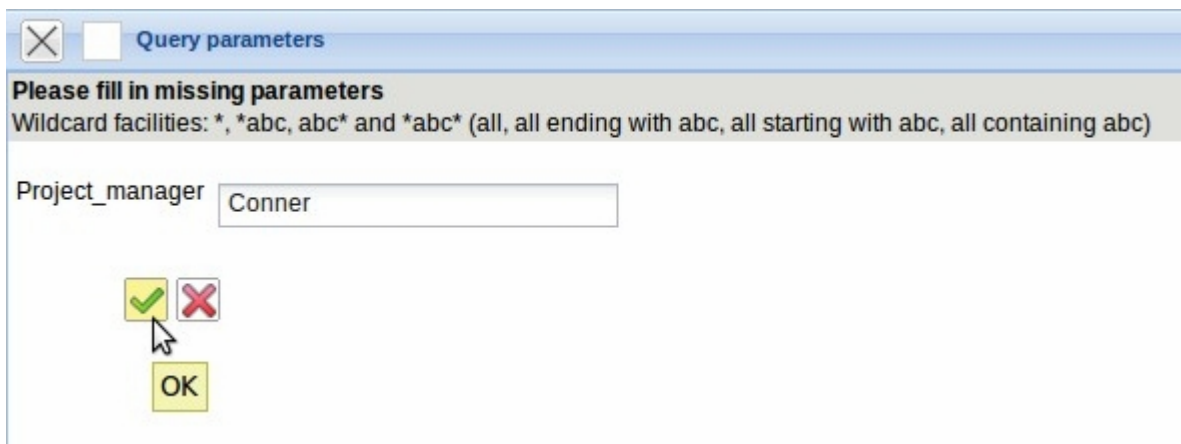 Query parameters
Please fill in missing parameters
Wildcard facilities: *, *abc, abc* and *abc* (all, all ending with abc, all starting with abc, all containing abc)
Project_manager
Conner
OK